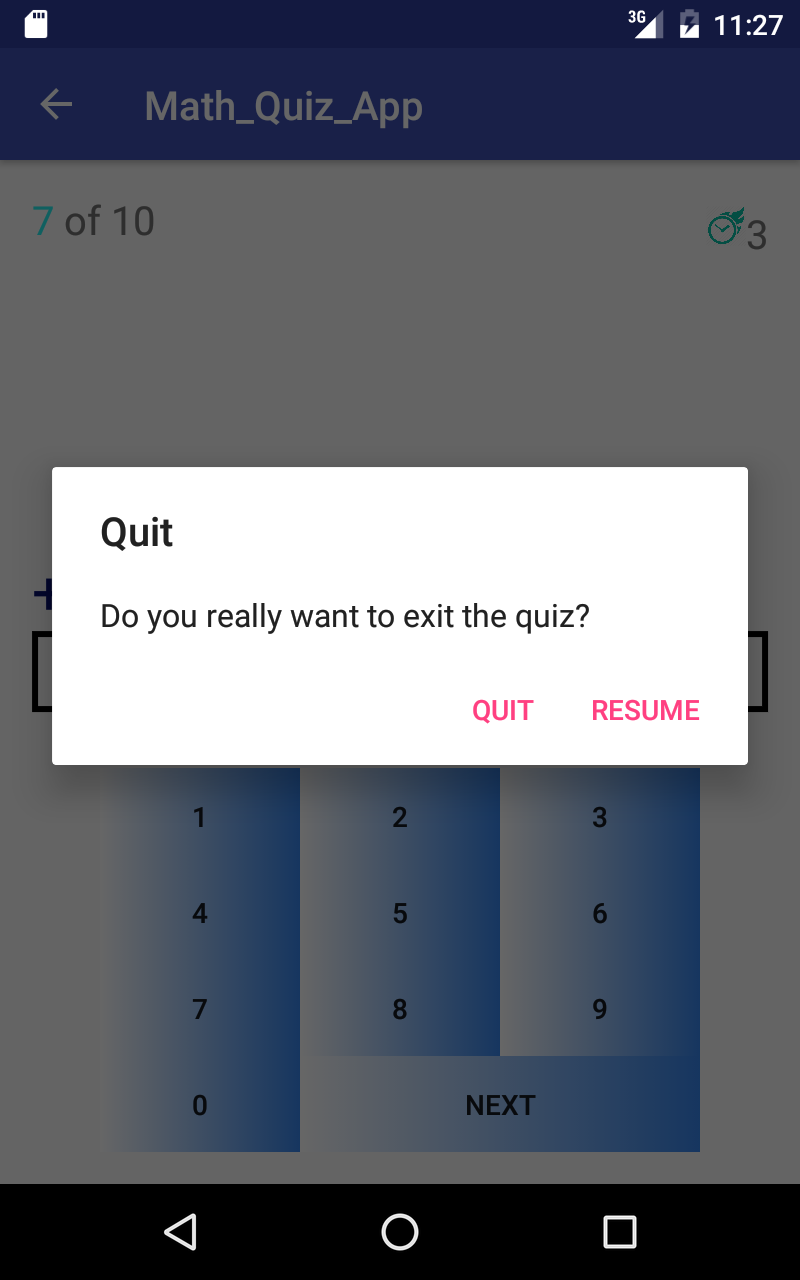 3G 11:27
Math_Quiz_App
7 of 10
3
Quit
+
Do you really want to exit the quiz?
QUIT RESUME
1 2 3
4 5 6
7 8 9
0 NEXT